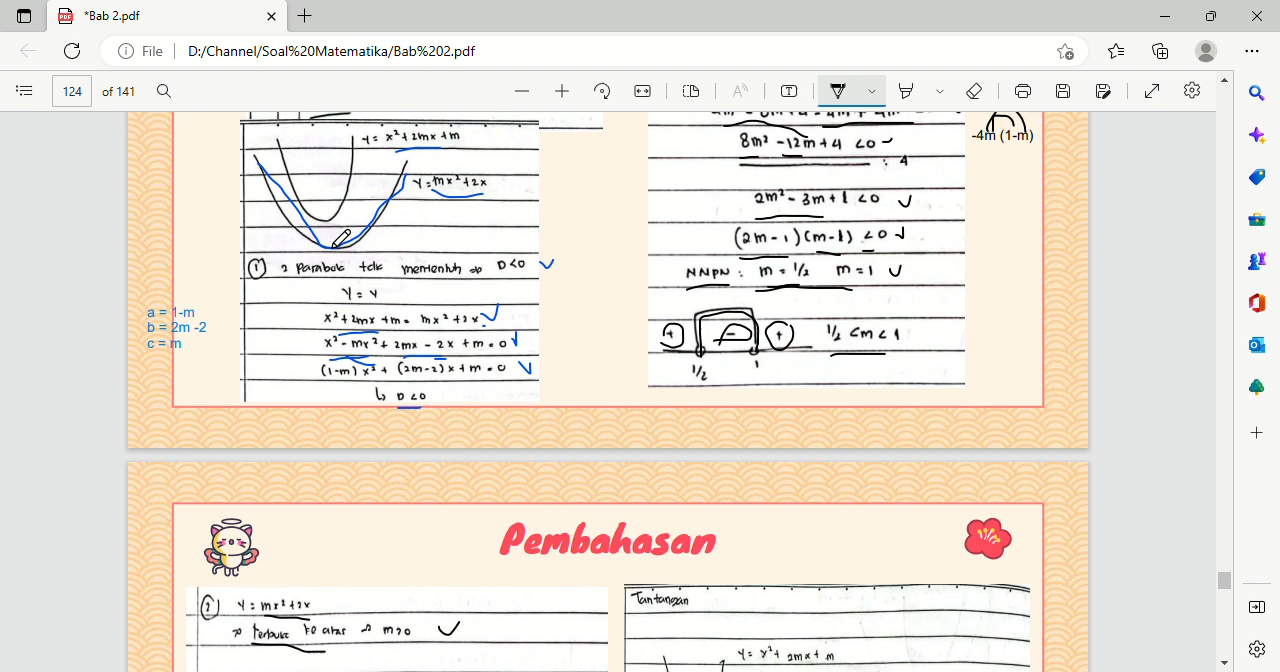 *Bab 2.pdf
File
D:/Channel/Soal%20Matematika/Bab%202.pdf
124 of 141
y = x² + 2mx + m
y = mx² + 2x
① 2 Parabola tdk menyentuh ⇒ D < 0
y = y
x² + 2mx + m = mx² + 2x
x² - mx² + 2mx - 2x + m = 0
(1-m) x² + (2m-2) x + m = 0
↳ D < 0
a = 1-m
b = 2m -2
c = m
8m² - 12m + 4 < 0
: 4
2m² - 3m + 1 < 0
(2m - 1) (m - 1) < 0
m = 1/2 m = 1
+ - +
1/2 < m < 1
1/2 1
-4m (1-m)
Pembahasan
② y = mx² + 2x
⇒ terbuka ke atas → m > 0
Tantangan
y = x² + 2mx + m